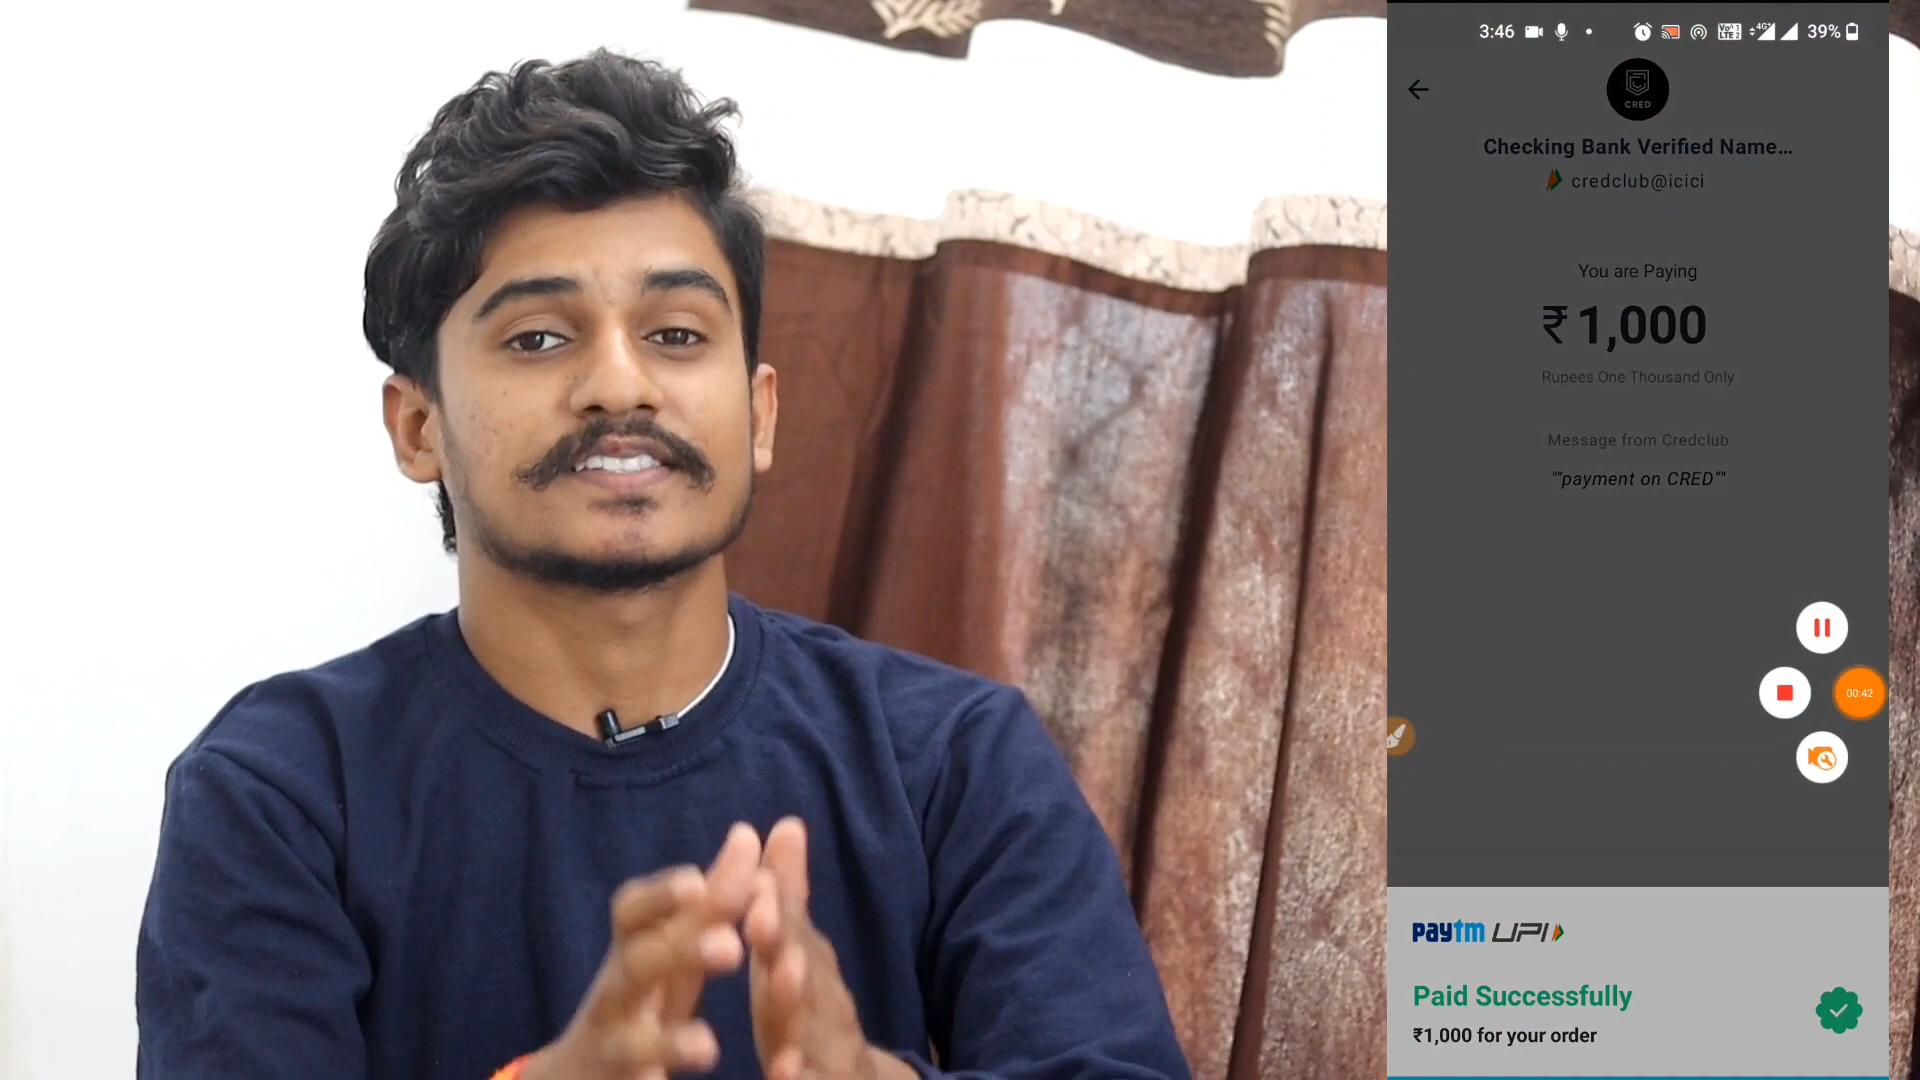 3:46
4G+
39%
CRED
Checking Bank Verified Name...
credclub@icici
You are Paying
₹ 1,000
Rupees One Thousand Only
Message from Credclub
""payment on CRED""
00:42
paytm UPI
Paid Successfully
₹1,000 for your order